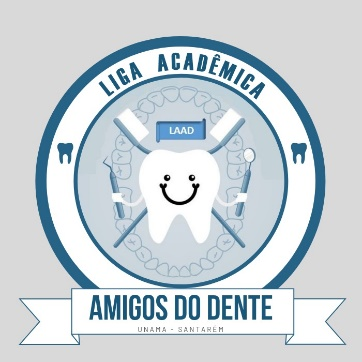 LIGA ACADÊMICA
LAAD
AMIGOS DO DENTE
UNAMA - SANTARÉM